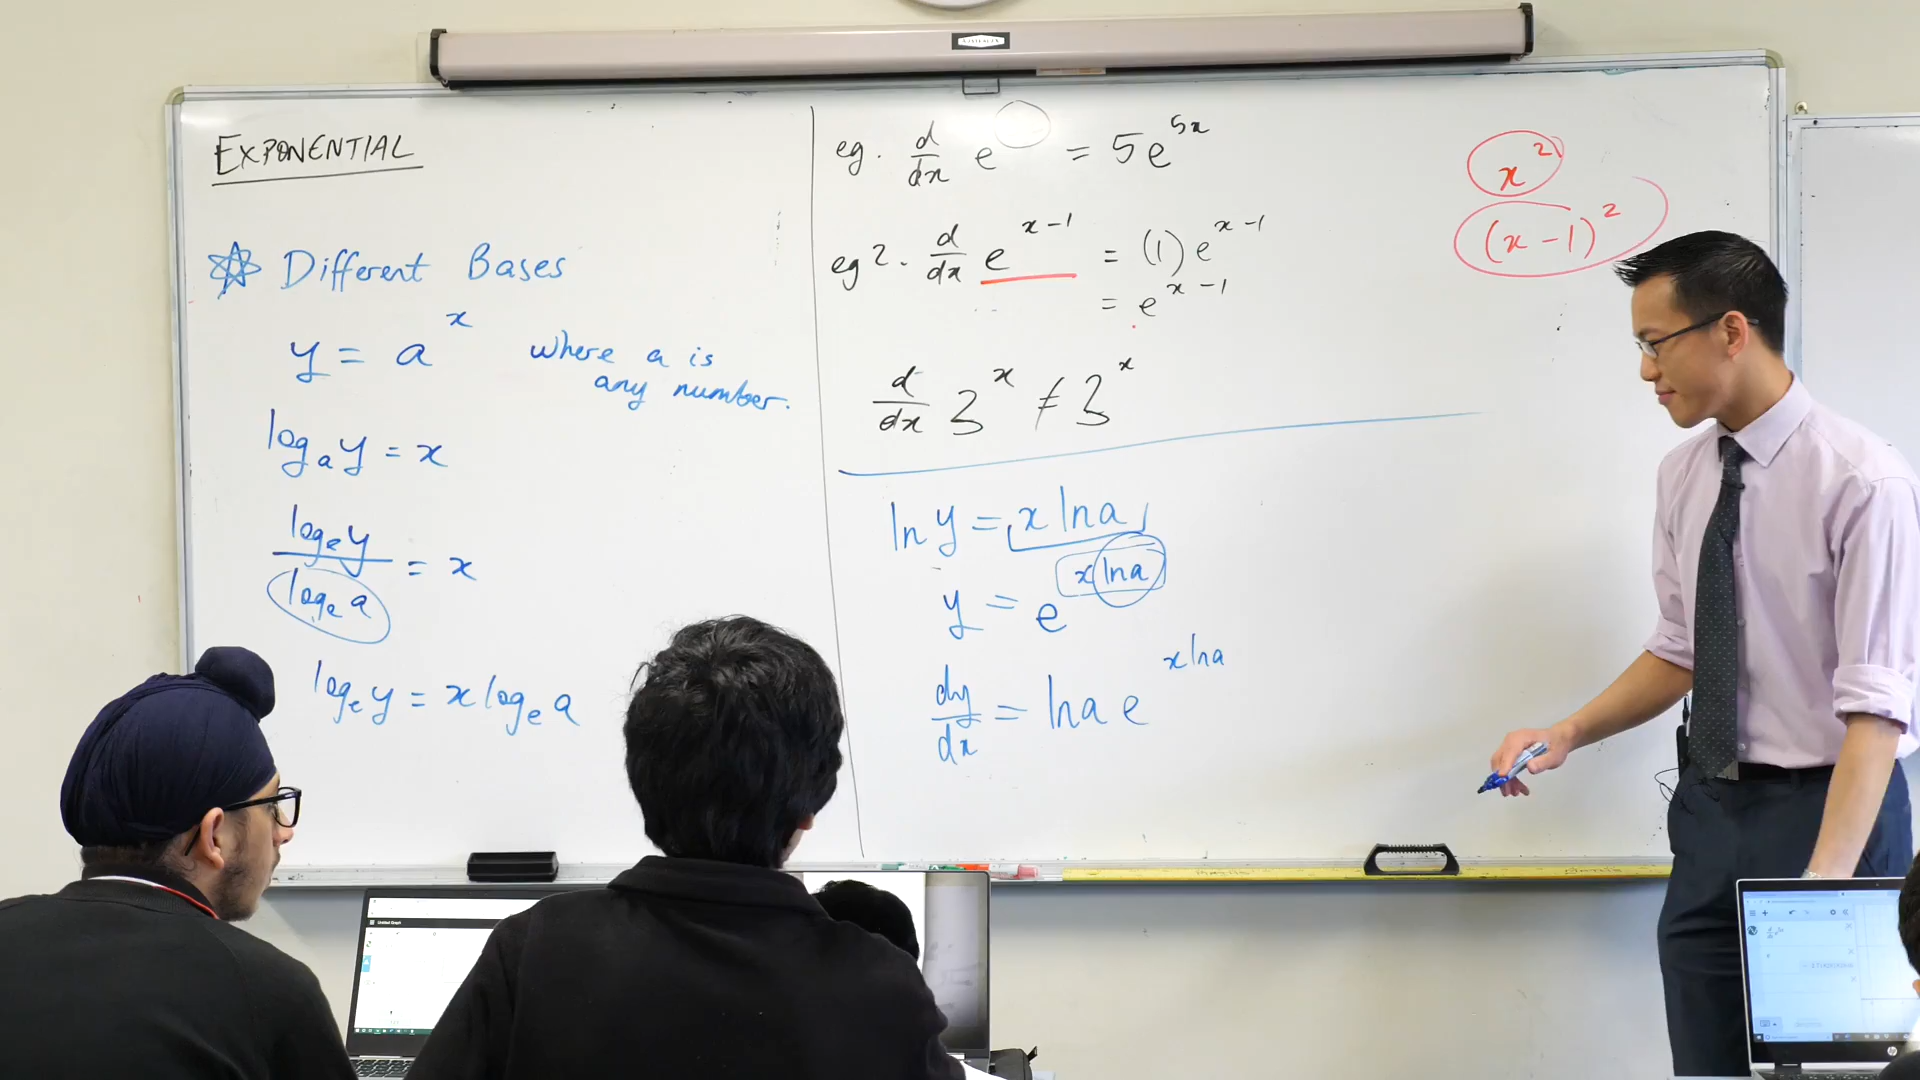 EXPONENTIAL
Different Bases
y = a^x where a is
any number.
log_a y = x
log_e y / log_e a = x
log_e y = x log_e a
eg. d/dx e = 5e^5x
eg 2. d/dx e^x-1 = (1) e^x-1
= e^x-1
d/dx 3^x ≠ 3^x
ln y = x ln a
y = e^x ln a
dy/dx = ln a e^x ln a
x^2
(x - 1)^2